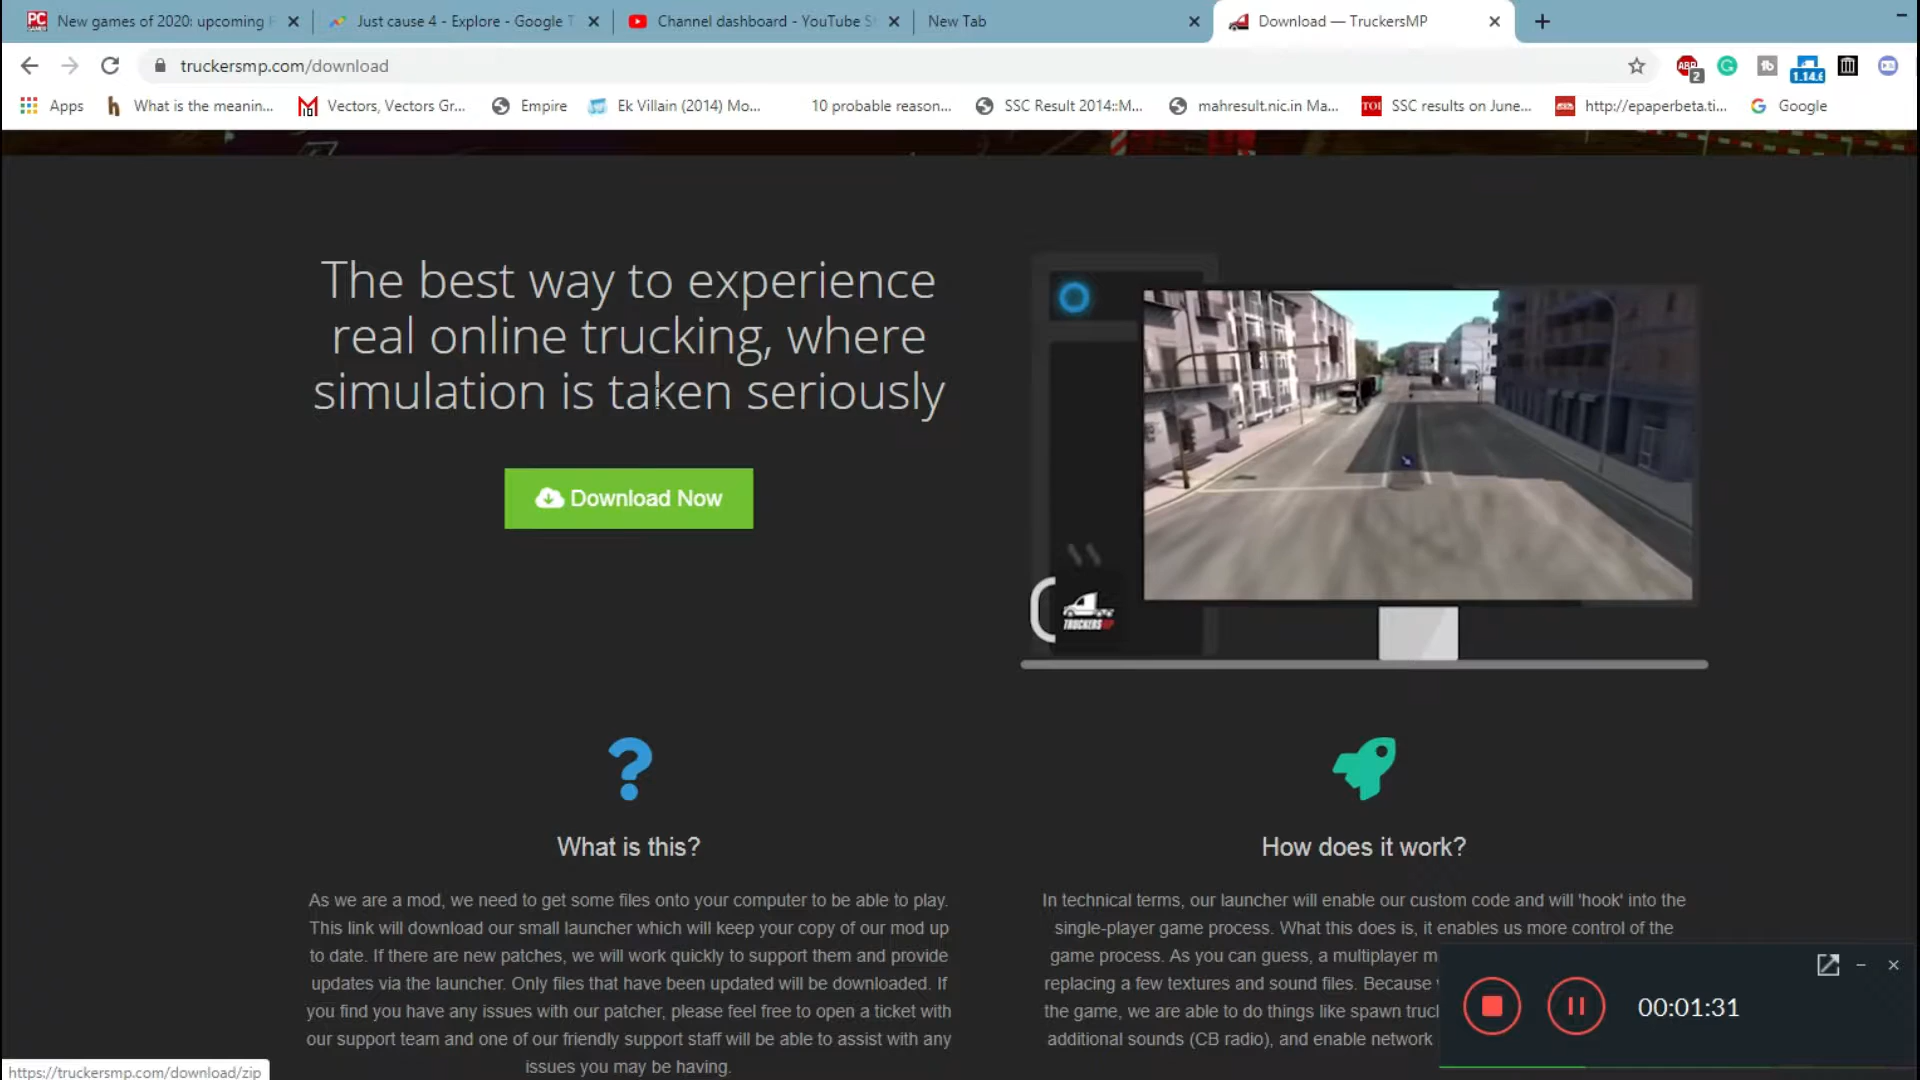 New games of 2020: upcoming
Just cause 4 - Explore - Google T
Channel dashboard - YouTube S
New Tab
Download — TruckersMP
truckersmp.com/download
ABP
2
1.14.6
Apps
What is the meanin...
Vectors, Vectors Gr...
Empire
Ek Villain (2014) Mo...
10 probable reason...
SSC Result 2014::M...
mahresult.nic.in Ma...
TOI
SSC results on June...
http://epaperbeta.ti...
Google
The best way to experience
real online trucking, where
simulation is taken seriously
Download Now
TRUCKERSMP
What is this?
As we are a mod, we need to get some files onto your computer to be able to play.
This link will download our small launcher which will keep your copy of our mod up
to date. If there are new patches, we will work quickly to support them and provide
updates via the launcher. Only files that have been updated will be downloaded. If
you find you have any issues with our patcher, please feel free to open a ticket with
our support team and one of our friendly support staff will be able to assist with any
issues you may be having.
How does it work?
In technical terms, our launcher will enable our custom code and will 'hook' into the
single-player game process. What this does is, it enables us more control of the
game process. As you can guess, a multiplayer m
replacing a few textures and sound files. Because
the game, we are able to do things like spawn truc
additional sounds (CB radio), and enable network
00:01:31
https://truckersmp.com/download/zip